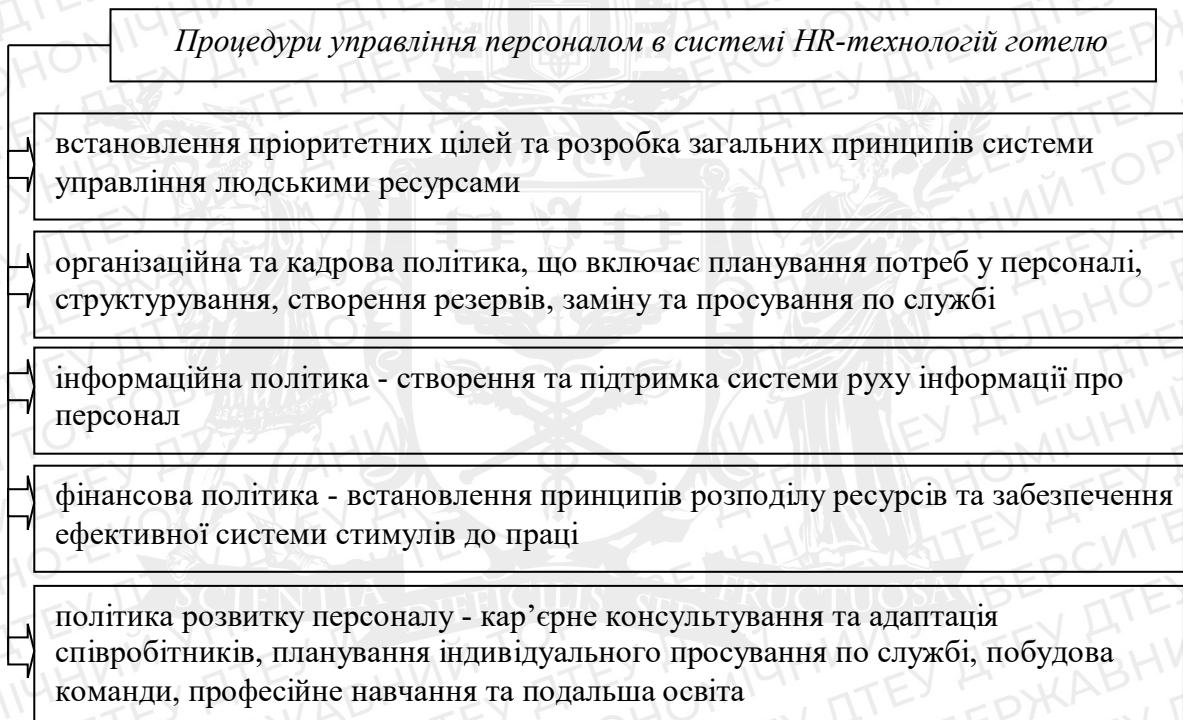 Процедури управління персоналом в системі HR-технологій готелю
встановлення пріоритетних цілей та розробка загальних принципів системи
управління людськими ресурсами
організаційна та кадрова політика, що включає планування потреб у персоналі,
структурування, створення резервів, заміну та просування по службі
інформаційна політика - створення та підтримка системи руху інформації про
персонал
фінансова політика - встановлення принципів розподілу ресурсів та забезпечення
ефективної системи стимулів до праці
SCIENTIA DIFFICILIS SED FRUCTUOSA
політика розвитку персоналу - кар’єрне консультування та адаптація
співробітників, планування індивідуального просування по службі, побудова
команди, професійне навчання та подальша освіта